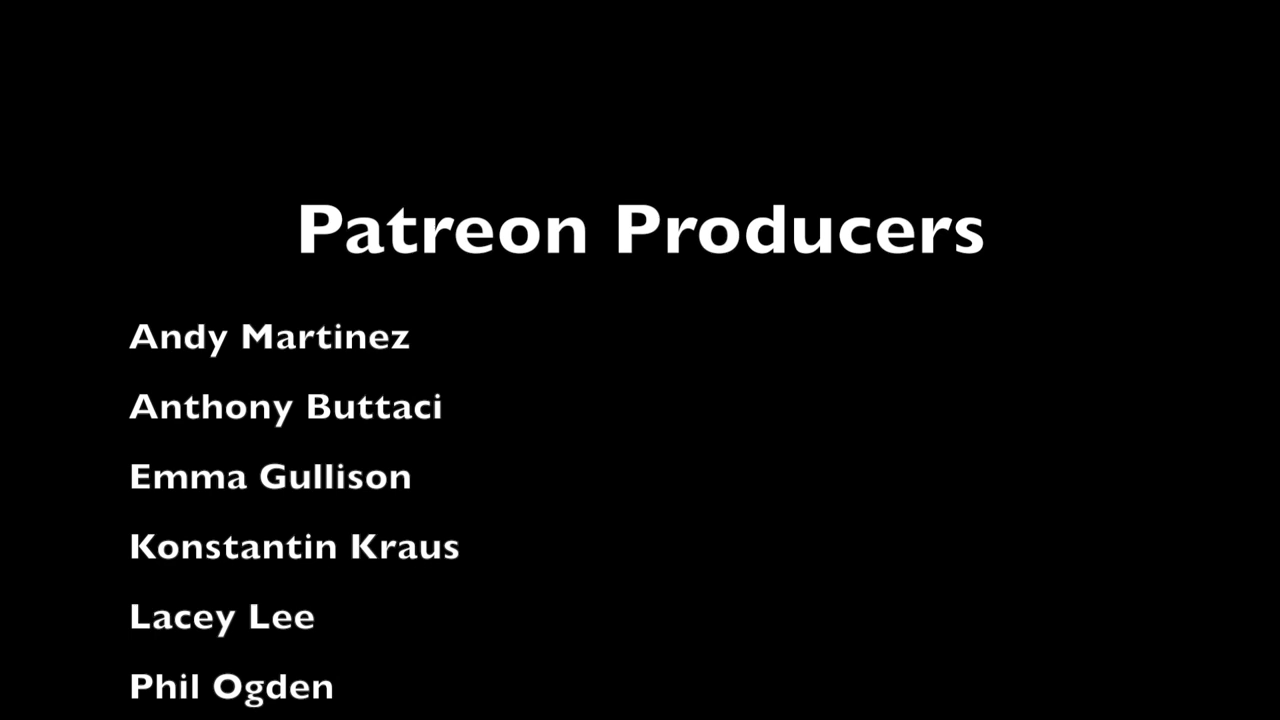 Patreon Producers
Andy Martinez
Anthony Buttaci
Emma Gullison
Konstantin Kraus
Lacey Lee
Phil Ogden